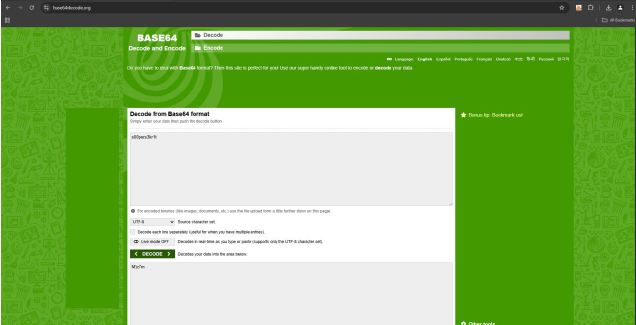 base64decode.org
All Bookmarks
BASE64
Decode and Encode
Decode
Encode
Language: English Español Português Français Deutsch 中文 हिन्दी Русский 한국어
Do you have to deal with Base64 format? Then this site is perfect for you! Use our super handy online tool to encode or decode your data.
Decode from Base64 format
Simply enter your data then push the decode button.
Bonus tip: Bookmark us!
For encoded binaries (like images, documents, etc.) use the file upload form a little further down on this page.
UTF-8 Source character set.
Decode each line separately (useful for when you have multiple entries).
Live mode OFF Decodes in real-time as you type or paste (supports only the UTF-8 character set).
< DECODE > Decodes your data into the area below.
Other tools